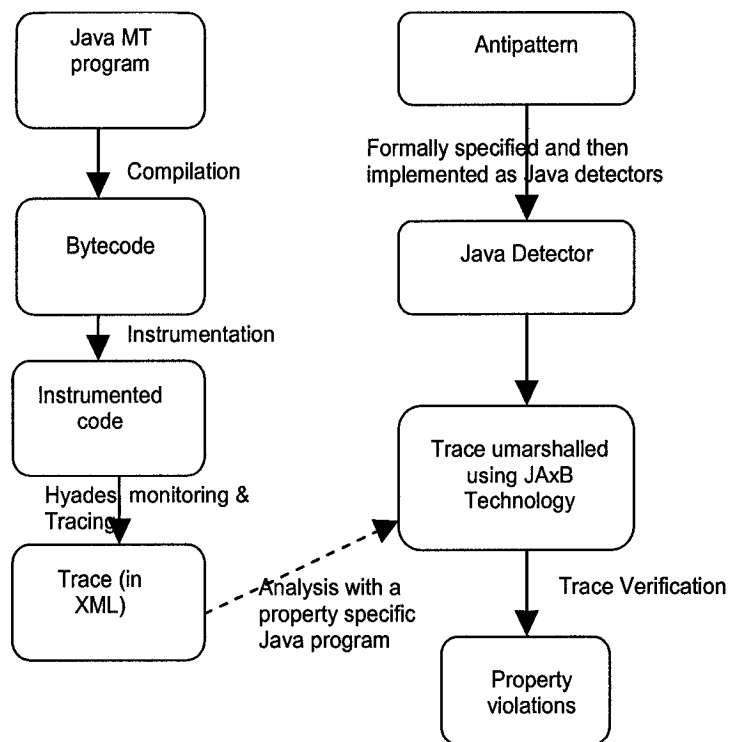 Java MT
program
Compilation
Bytecode
Instrumentation
Instrumented
code
Hyades monitoring &
Tracing
Trace (in
XML)
Analysis with a
property specific
Java program
Antipattern
Formally specified and then
implemented as Java detectors
Java Detector
Trace umarshalled
using JAxB
Technology
Trace Verification
Property
violations